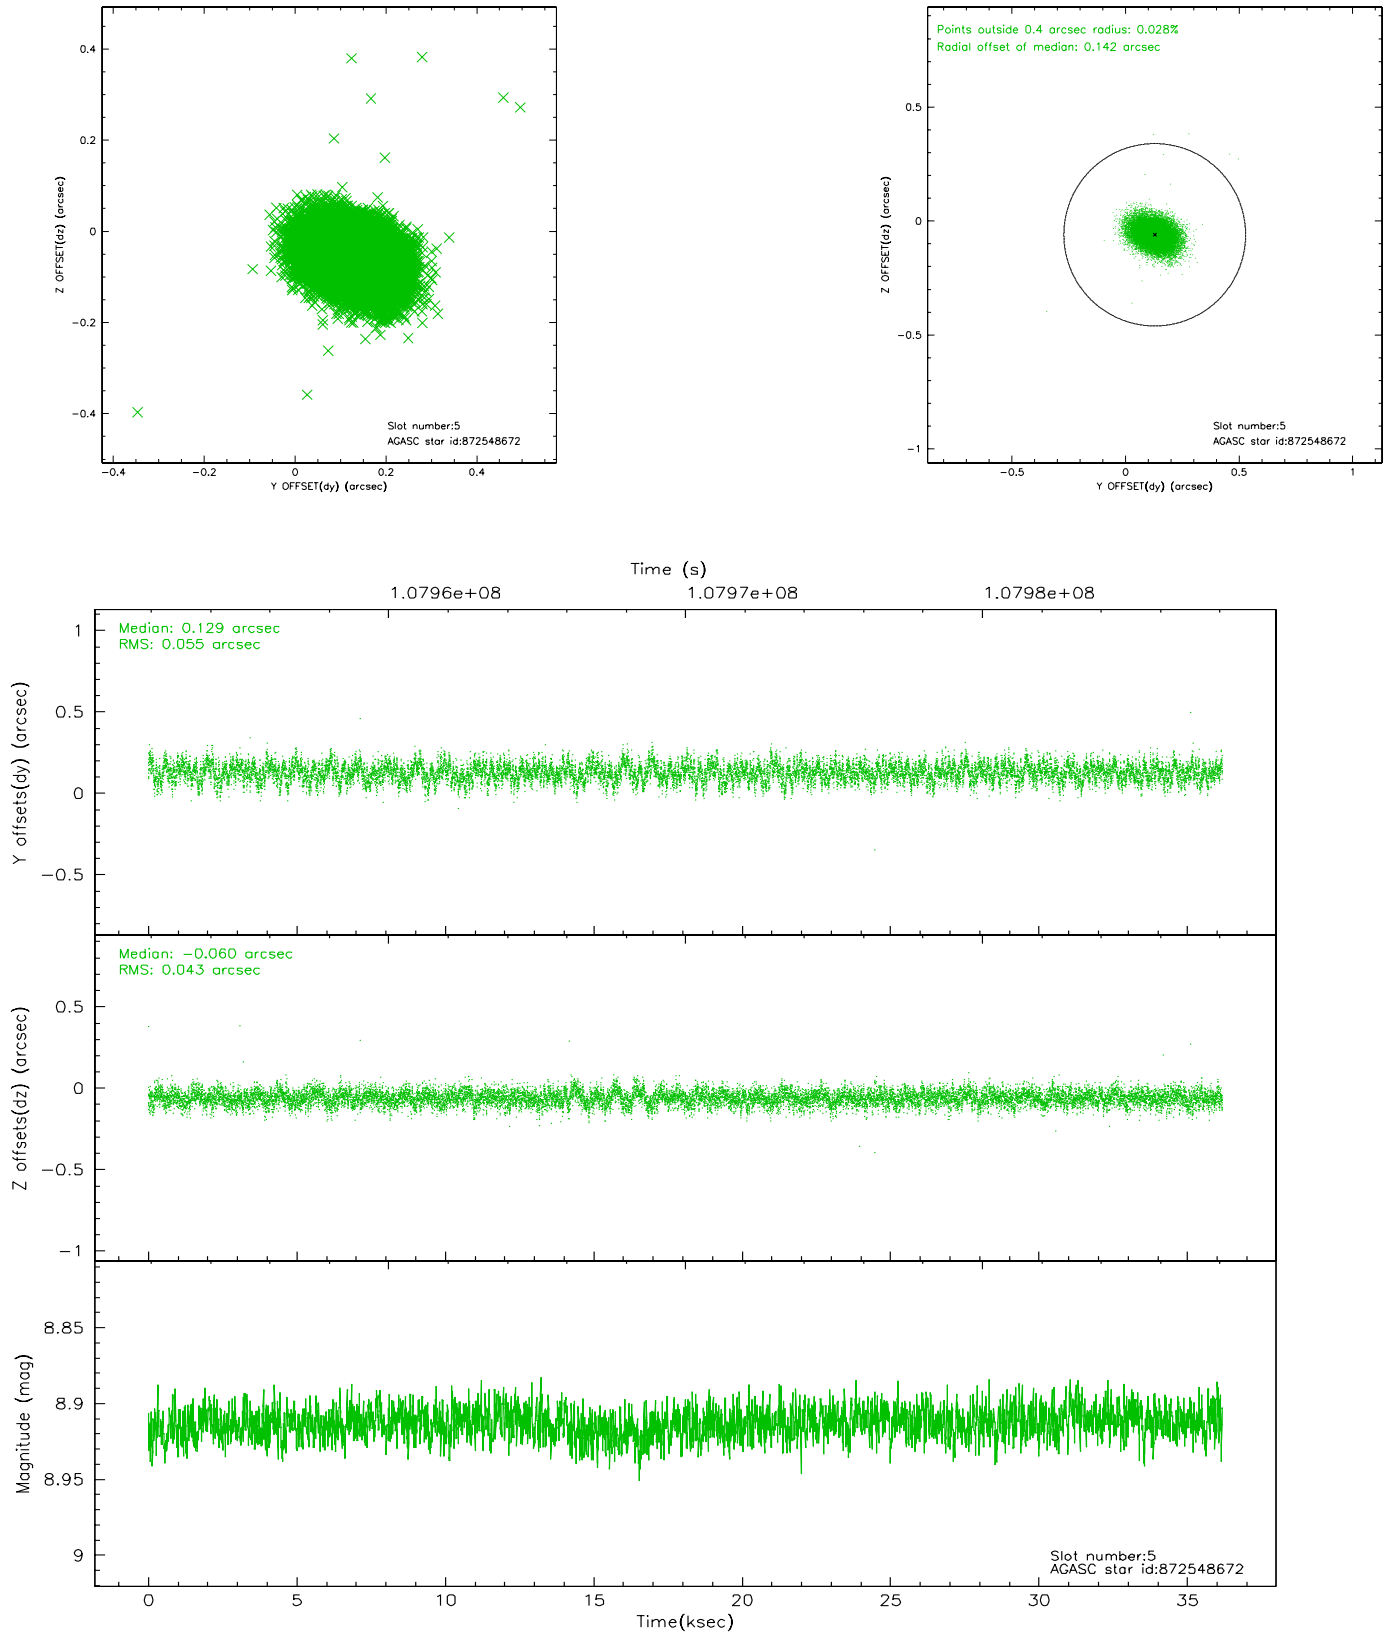 0.4
0.2
0
−0.2
−0.4
Z OFFSET(dz) (arcsec)
Slot number:5
AGASC star id:872548672
−0.4
−0.2
0
0.2
0.4
Y OFFSET(dy) (arcsec)
Points outside 0.4 arcsec radius: 0.028%
Radial offset of median: 0.142 arcsec
0.5
0
−0.5
−1
Z OFFSET(dz) (arcsec)
Slot number:5
AGASC star id:872548672
−0.5
0
0.5
1
Y OFFSET(dy) (arcsec)
Time (s)
1.0796e+08
1.0797e+08
1.0798e+08
Median: 0.129 arcsec
RMS: 0.055 arcsec
1
0.5
0
−0.5
Y offsets(dy) (arcsec)
Median: −0.060 arcsec
RMS: 0.043 arcsec
0.5
0
−0.5
−1
Z offsets(dz) (arcsec)
8.85
8.9
8.95
9
Magnitude (mag)
Slot number:5
AGASC star id:872548672
0
5
10
15
20
25
30
35
Time(ksec)